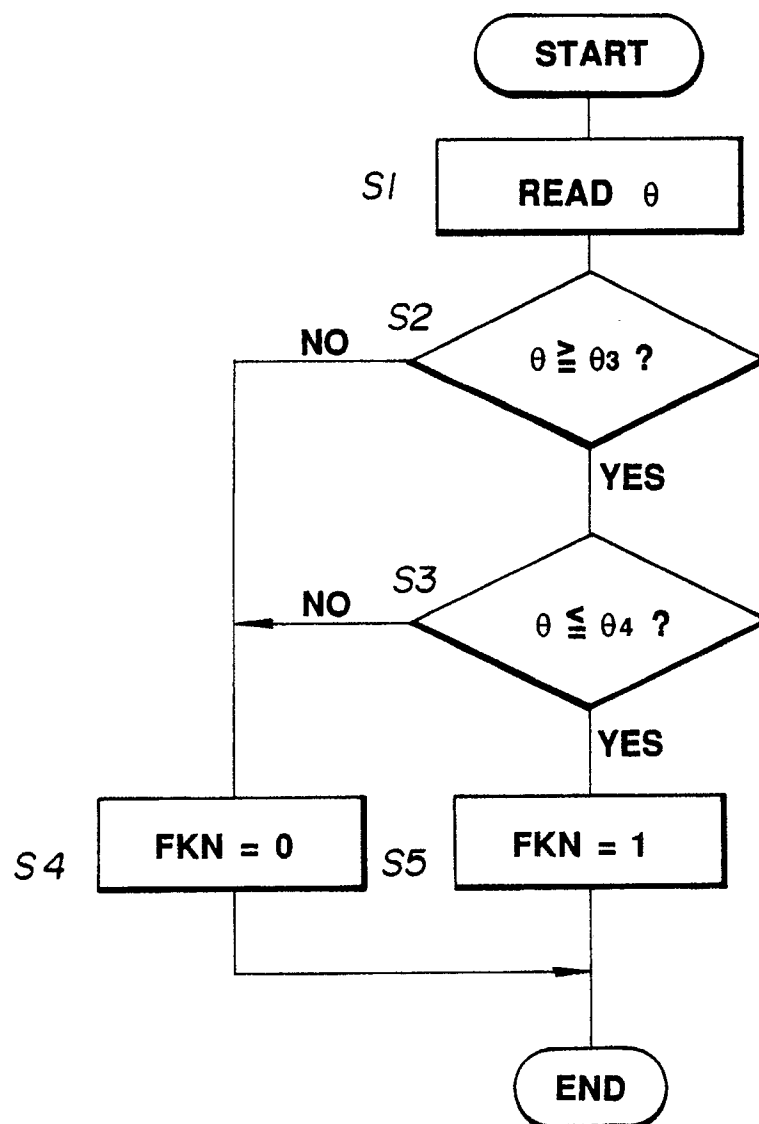 START
S1
READ θ
S2
NO
θ ≧ θ3 ?
YES
S3
NO
θ ≦ θ4 ?
YES
S4
FKN = 0
S5
FKN = 1
END